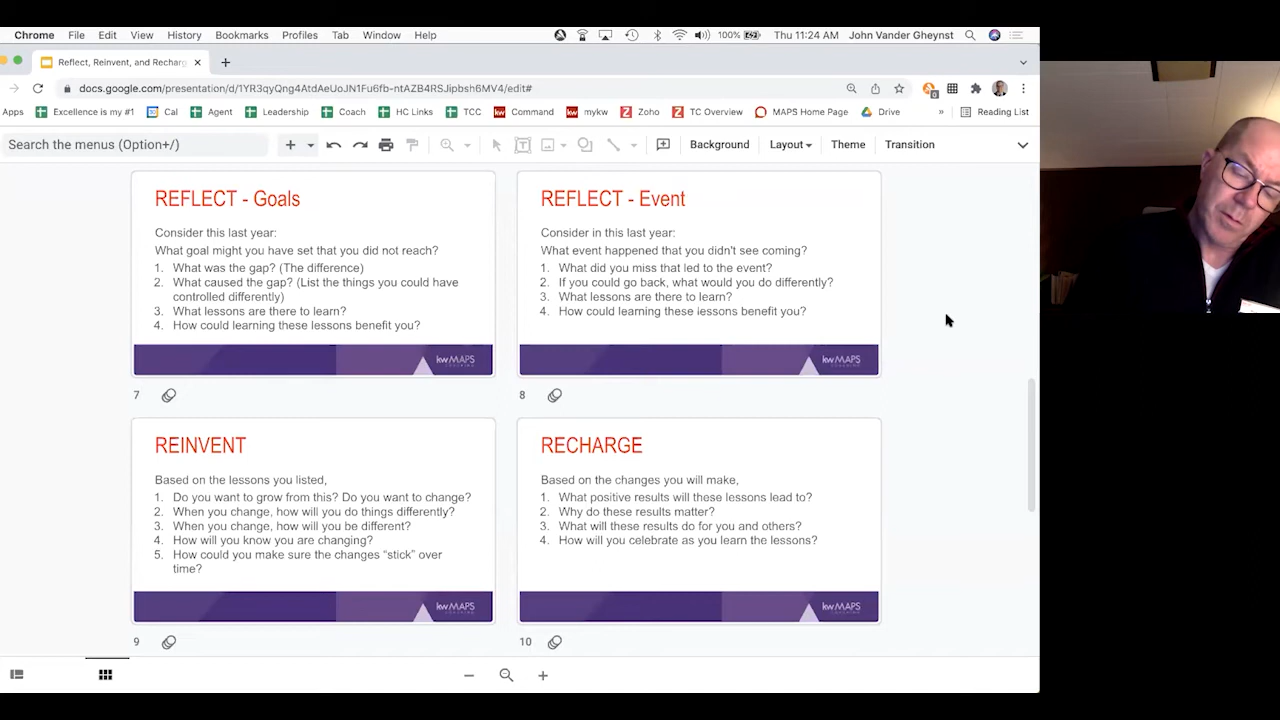 Chrome File Edit View History Bookmarks Profiles Tab Window Help 100% Thu 11:24 AM John Vander Gheynst
Reflect, Reinvent, and Recharg
docs.google.com/presentation/d/1YR3qyQng4AtdAeUoJN1Fu6fb-ntAZB4RSJipbsh6MV4/edit#
Apps Excellence is my #1 Cal Agent Leadership Coach HC Links TCC Command mykw Zoho TC Overview MAPS Home Page Drive » Reading List
Search the menus (Option+/) Background Layout Theme Transition
REFLECT - Goals
Consider this last year:
What goal might you have set that you did not reach?
1. What was the gap? (The difference)
2. What caused the gap? (List the things you could have
controlled differently)
3. What lessons are there to learn?
4. How could learning these lessons benefit you?
kw MAPS
COACHING
7
REFLECT - Event
Consider in this last year:
What event happened that you didn't see coming?
1. What did you miss that led to the event?
2. If you could go back, what would you do differently?
3. What lessons are there to learn?
4. How could learning these lessons benefit you?
kw MAPS
COACHING
8
REINVENT
Based on the lessons you listed,
1. Do you want to grow from this? Do you want to change?
2. When you change, how will you do things differently?
3. When you change, how will you be different?
4. How will you know you are changing?
5. How could you make sure the changes “stick” over
time?
kw MAPS
COACHING
9
RECHARGE
Based on the changes you will make,
1. What positive results will these lessons lead to?
2. Why do these results matter?
3. What will these results do for you and others?
4. How will you celebrate as you learn the lessons?
kw MAPS
COACHING
10